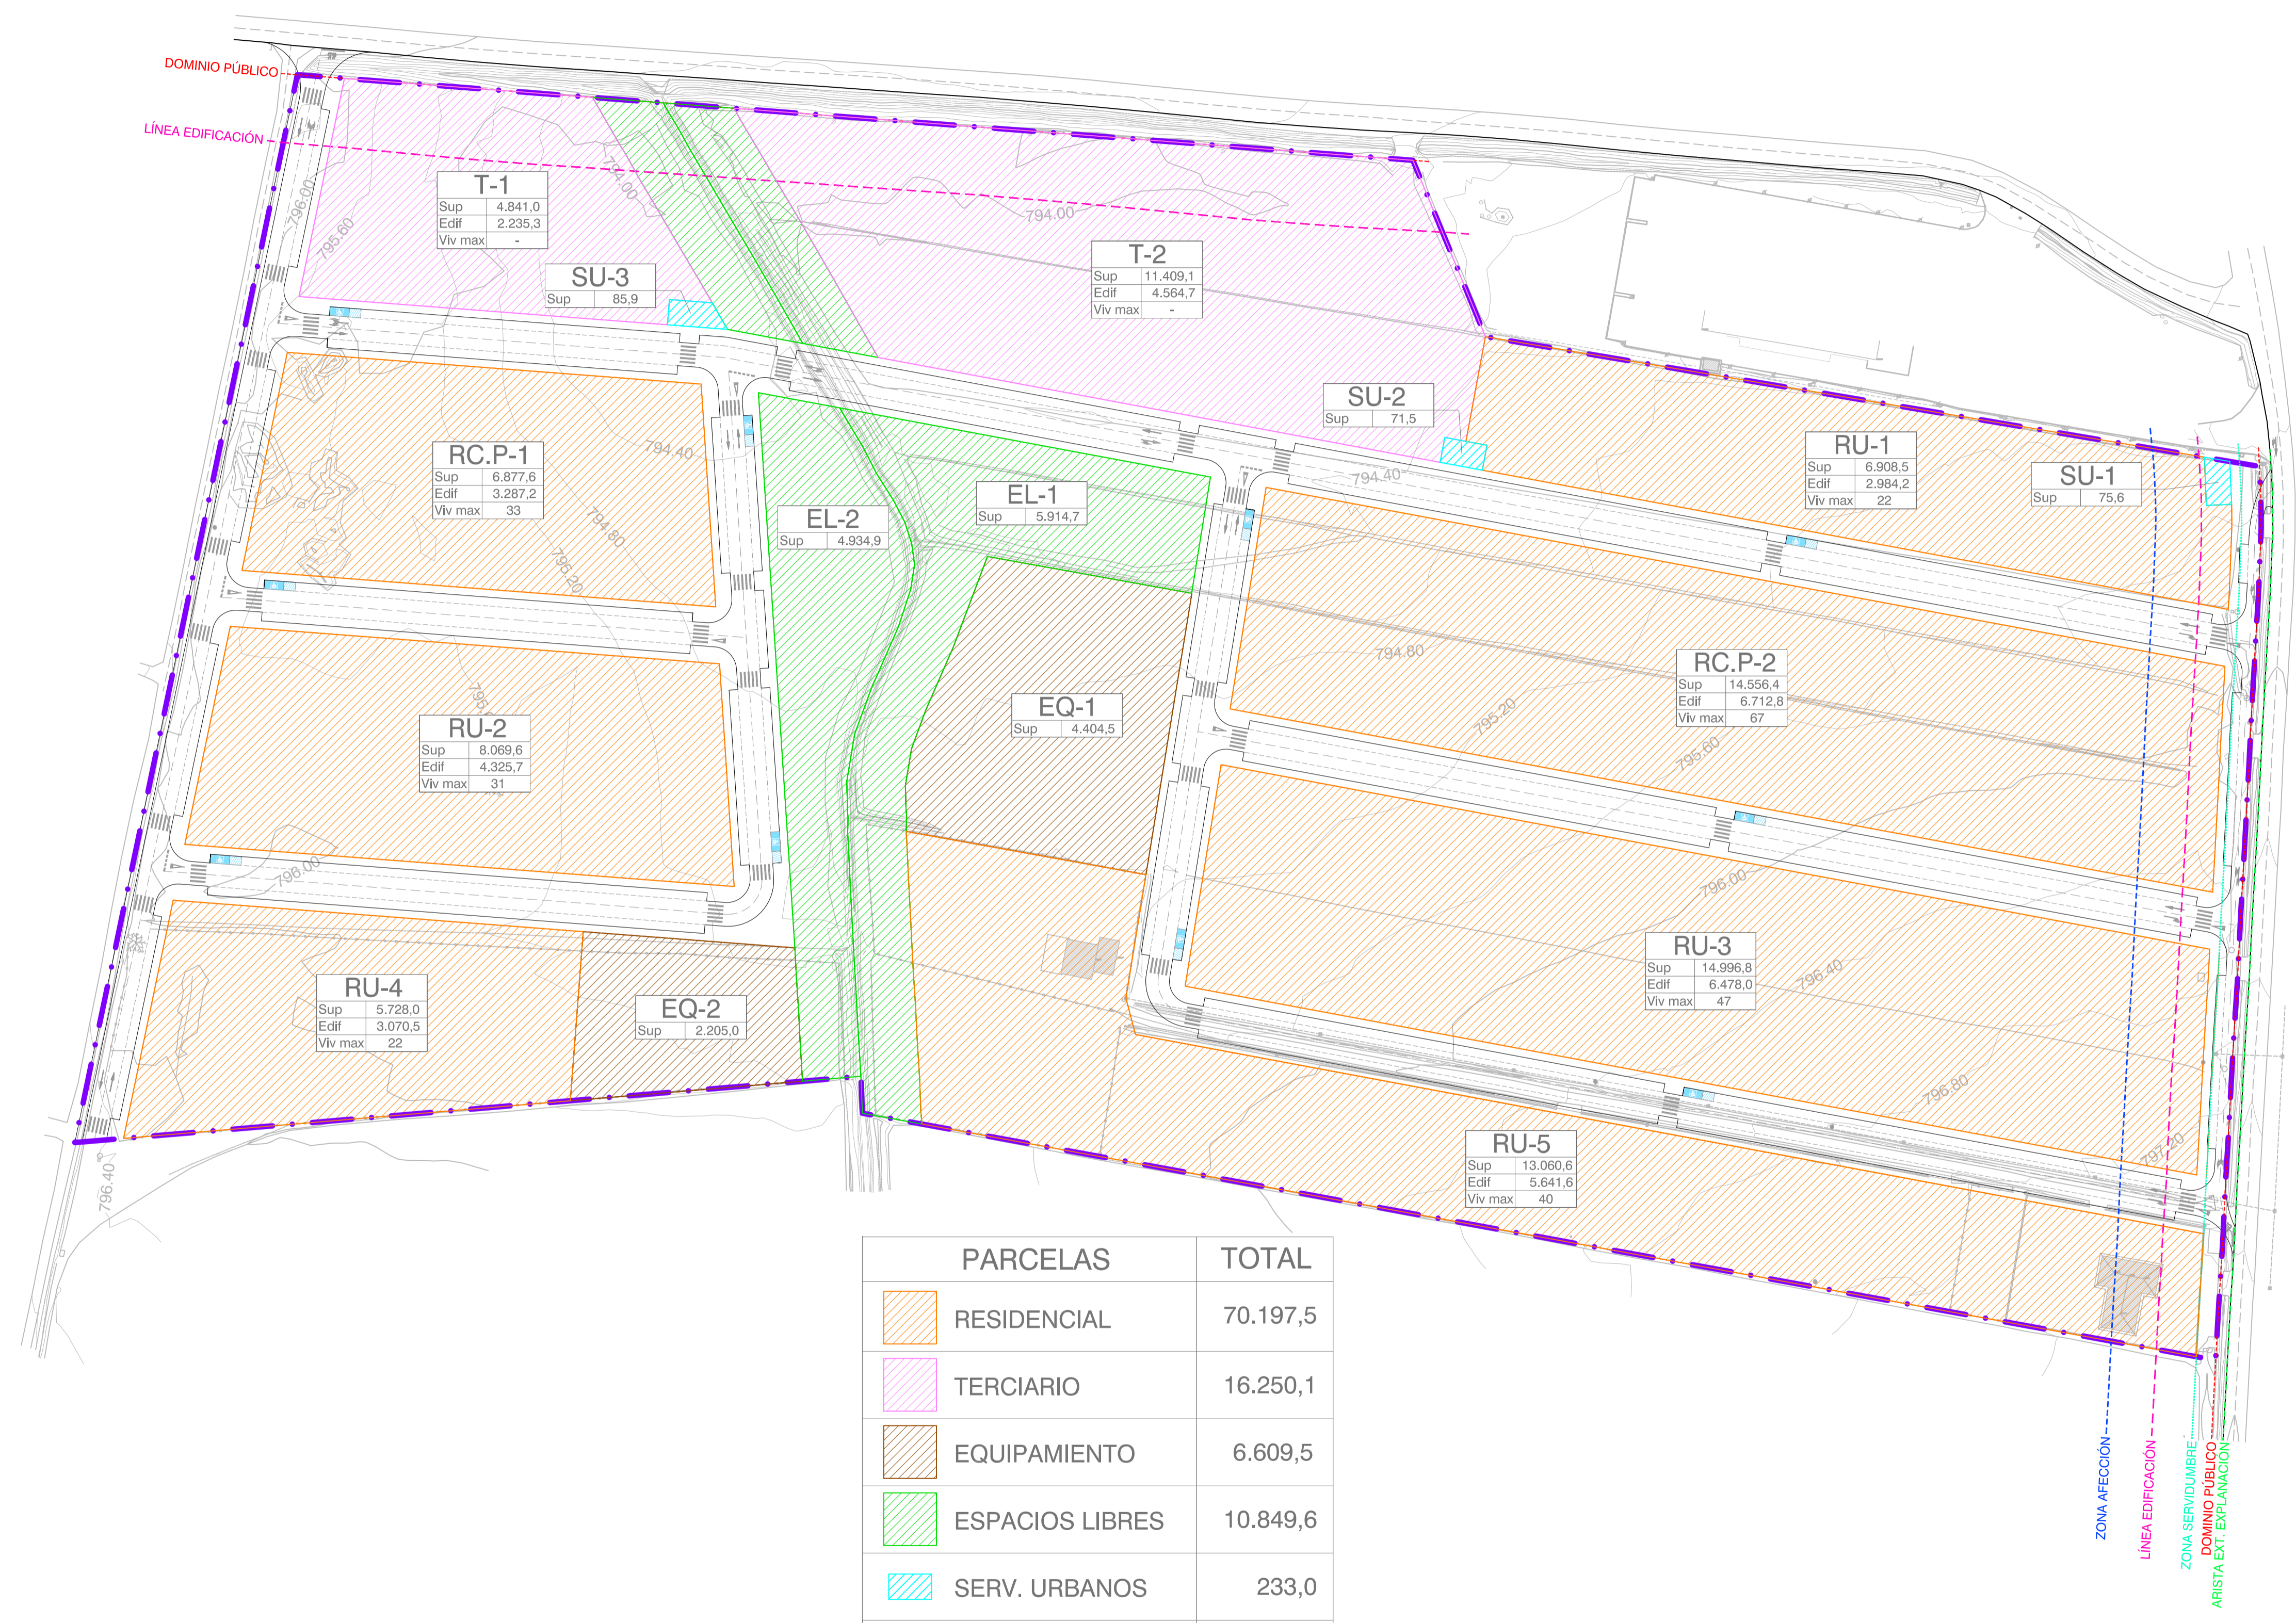 DOMINIO PÚBLICO
LÍNEA EDIFICACIÓN
T-1
Sup 4.841,0
Edif 2.235,3
Viv max -
SU-3
Sup 85,9
T-2
Sup 11.409,1
Edif 4.564,7
Viv max -
SU-2
Sup 71,5
RU-1
Sup 6.908,5
Edif 2.984,2
Viv max 22
SU-1
Sup 75,6
RC.P-1
Sup 6.877,6
Edif 3.287,2
Viv max 33
EL-2
Sup 4.934,9
EL-1
Sup 5.914,7
RC.P-2
Sup 14.556,4
Edif 6.712,8
Viv max 67
EQ-1
Sup 4.404,5
RU-2
Sup 8.069,6
Edif 4.325,7
Viv max 31
RU-3
Sup 14.996,8
Edif 6.478,0
Viv max 47
RU-4
Sup 5.728,0
Edif 3.070,5
Viv max 22
EQ-2
Sup 2.205,0
RU-5
Sup 13.060,6
Edif 5.641,6
Viv max 40
796.00
795.60
794.00
794.00
794.40
794.80
795.20
794.40
794.80
795.20
795.60
796.00
796.00
796.40
796.80
797.20
796.40
PARCELAS TOTAL
RESIDENCIAL 70.197,5
TERCIARIO 16.250,1
EQUIPAMIENTO 6.609,5
ESPACIOS LIBRES 10.849,6
SERV. URBANOS 233,0
ZONA AFECCIÓN
LÍNEA EDIFICACIÓN
ZONA SERVIDUMBRE
DOMINIO PÚBLICO
ARISTA EXT. EXPLANACIÓN